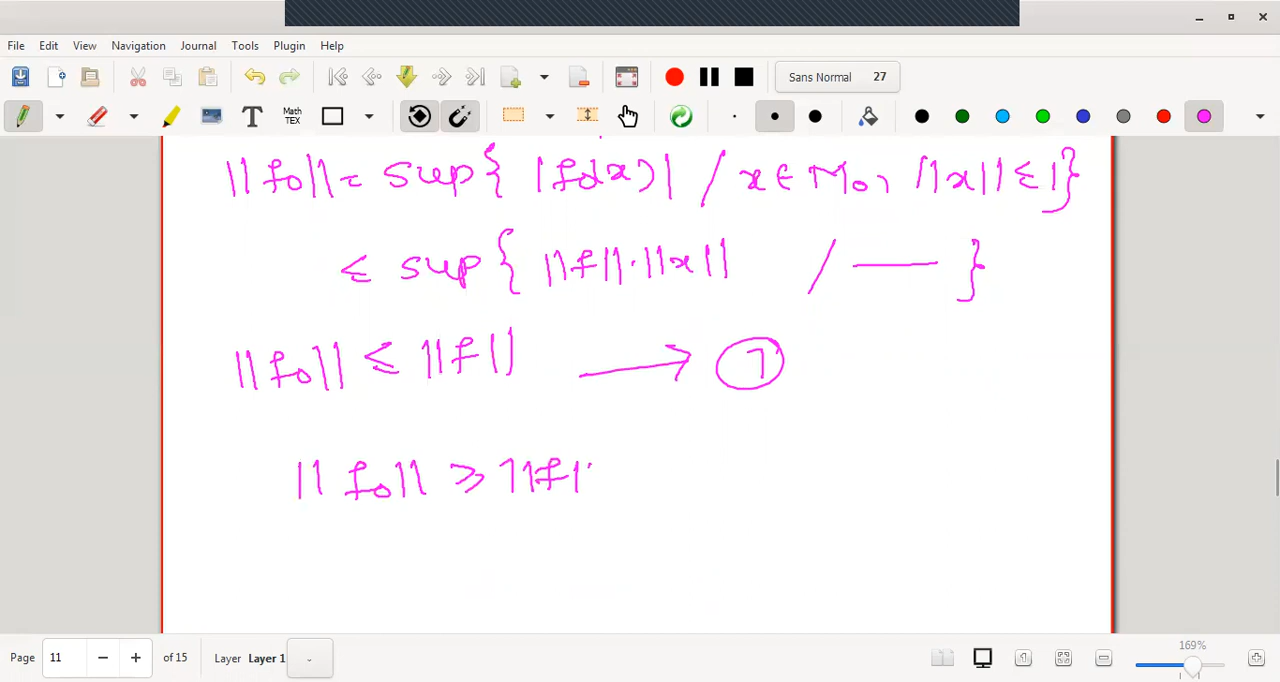 File Edit View Navigation Journal Tools Plugin Help
Sans Normal 27
T Math TEX
||f₀|| = sup{ |f₀(x)| / x ∈ M₀, ||x|| ≤ 1}
≤ sup{ ||f||·||x|| / —— }
||f₀|| ≤ ||f|| → 7
||f₀|| ≥ ||f|
Page 11 of 15 Layer Layer 1 169%